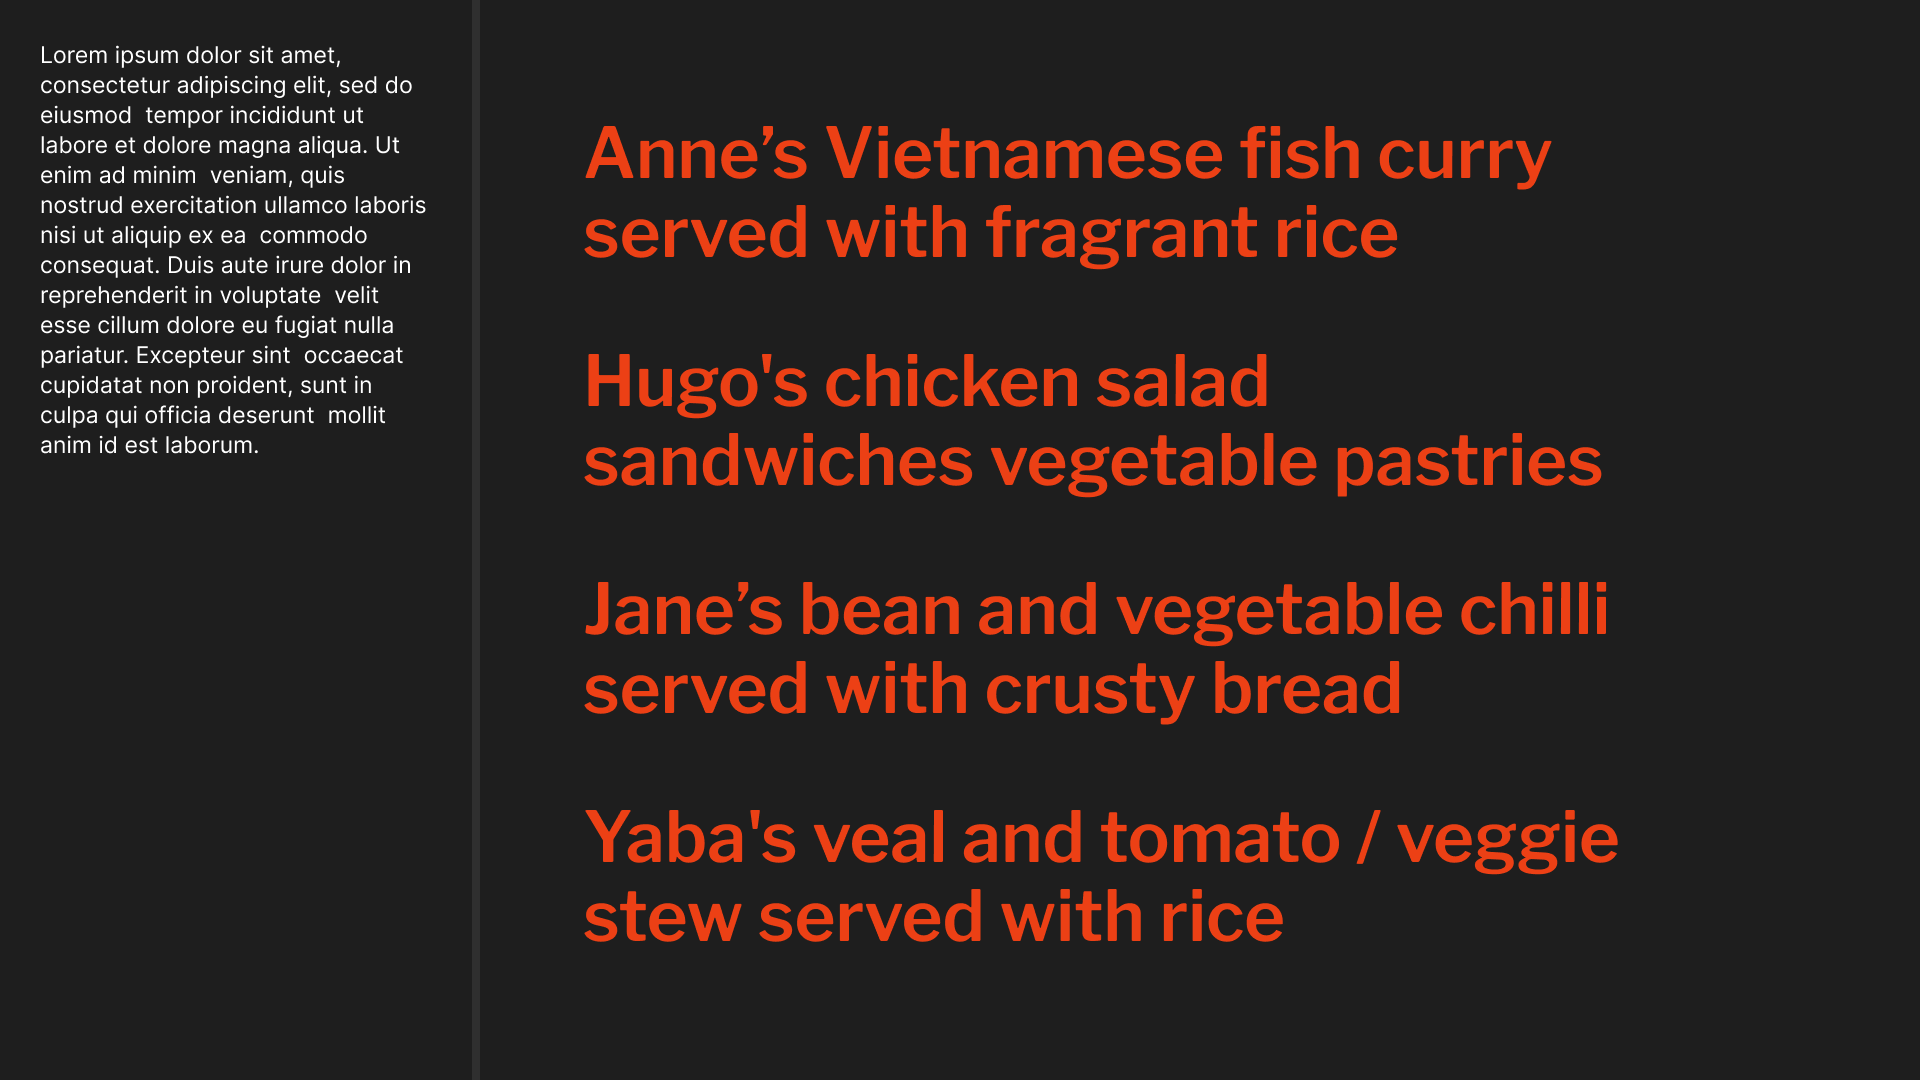 Lorem ipsum dolor sit amet,
consectetur adipiscing elit, sed do
eiusmod  tempor incididunt ut
labore et dolore magna aliqua. Ut
enim ad minim  veniam, quis
nostrud exercitation ullamco laboris
nisi ut aliquip ex ea  commodo
consequat. Duis aute irure dolor in
reprehenderit in voluptate  velit
esse cillum dolore eu fugiat nulla
pariatur. Excepteur sint  occaecat
cupidatat non proident, sunt in
culpa qui officia deserunt  mollit
anim id est laborum.
Anne’s Vietnamese fish curry
served with fragrant rice
Hugo's chicken salad
sandwiches vegetable pastries
Jane’s bean and vegetable chilli
served with crusty bread
Yaba's veal and tomato / veggie
stew served with rice